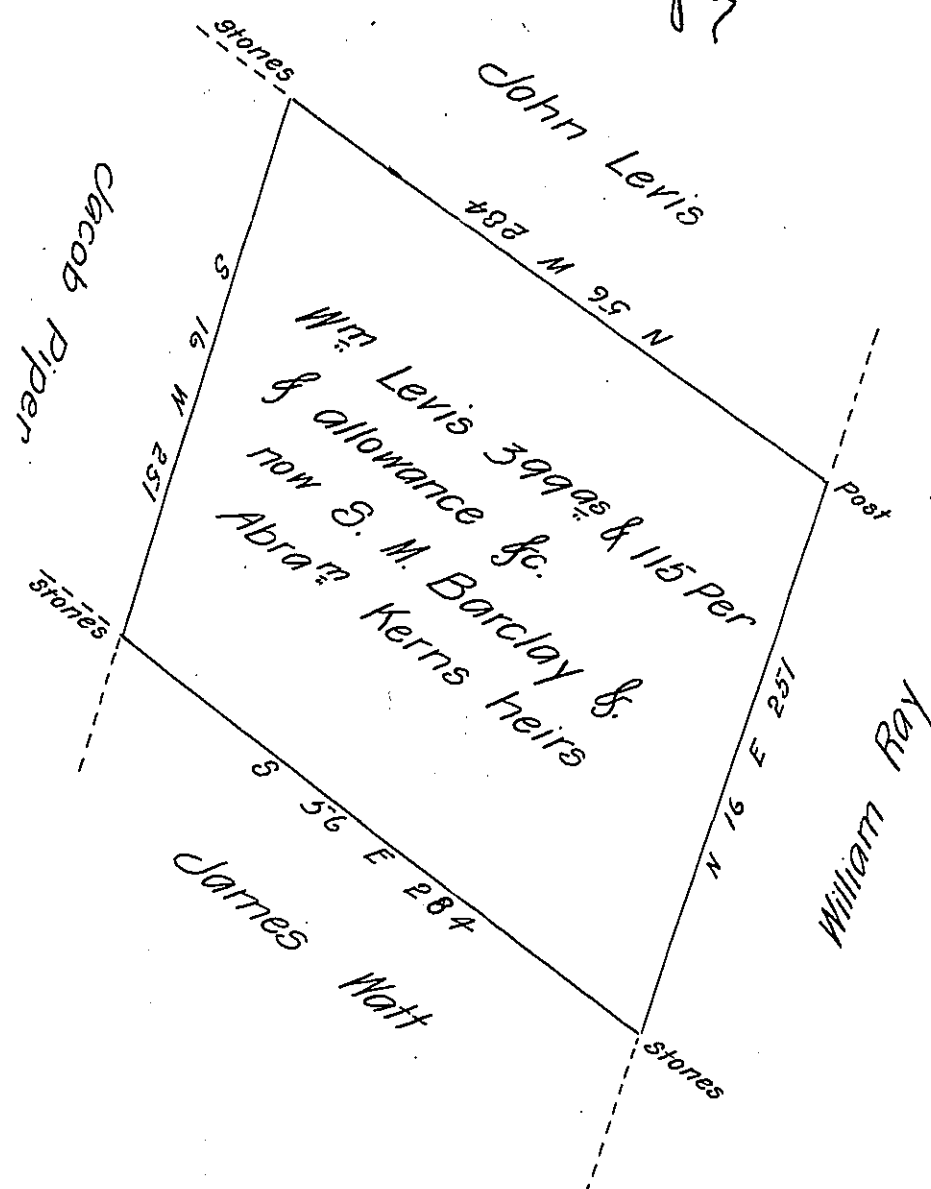 stones
John Levis
N 56 W 284
Jacob Piper
S 16 W 251
Wm Levis 399as & 115 Per
& allowance &c.
now S. M. Barclay &
Abram Kerns heirs
Post
stones
N 16 E 251
William Ray
S 56 E 284
James Watt
stones